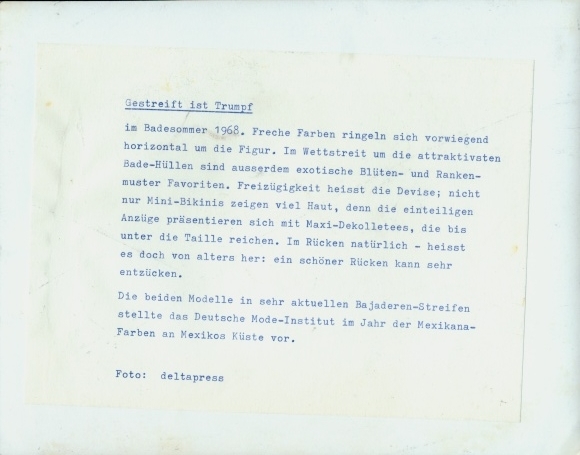 Gestreift ist Trumpf
im Badesommer 1968. Freche Farben ringeln sich vorwiegend
horizontal um die Figur. Im Wettstreit um die attraktivsten
Bade-Hüllen sind ausserdem exotische Blüten- und Ranken-
muster Favoriten. Freizügigkeit heisst die Devise; nicht
nur Mini-Bikinis zeigen viel Haut, denn die einteiligen
Anzüge präsentieren sich mit Maxi-Dekolletees, die bis
unter die Taille reichen. Im Rücken natürlich - heisst
es doch von alters her: ein schöner Rücken kann sehr
entzücken.
Die beiden Modelle in sehr aktuellen Bajaderen-Streifen
stellte das Deutsche Mode-Institut im Jahr der Mexikana-
Farben an Mexikos Küste vor.
Foto: deltapress